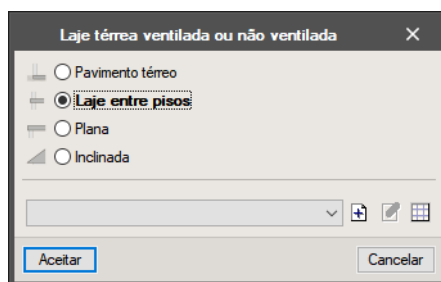 Laje térrea ventilada ou não ventilada
Pavimento térreo
Laje entre pisos
Plana
Inclinada
Aceitar
Cancelar